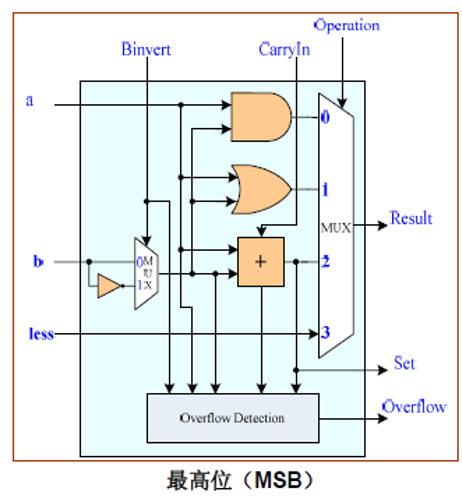 Operation
Binvert
CarryIn
a
0
1
MUX
Result
b
0
M
U
1
X
+
2
less
3
Set
Overflow Detection
Overflow
最高位（MSB）